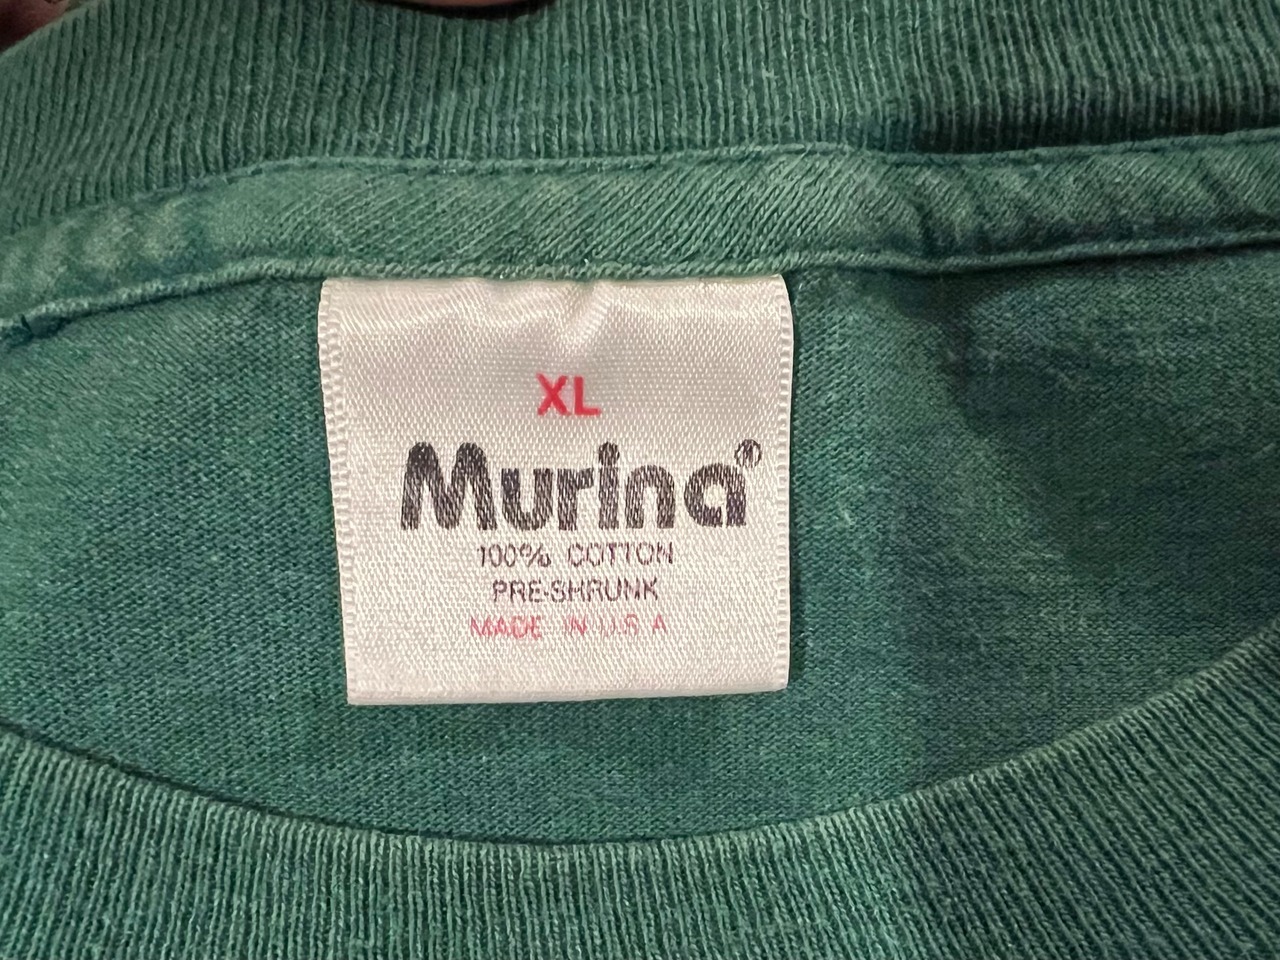 XL
Murina®
100% COTTON
PRE-SHRUNK
MADE IN U.S.A